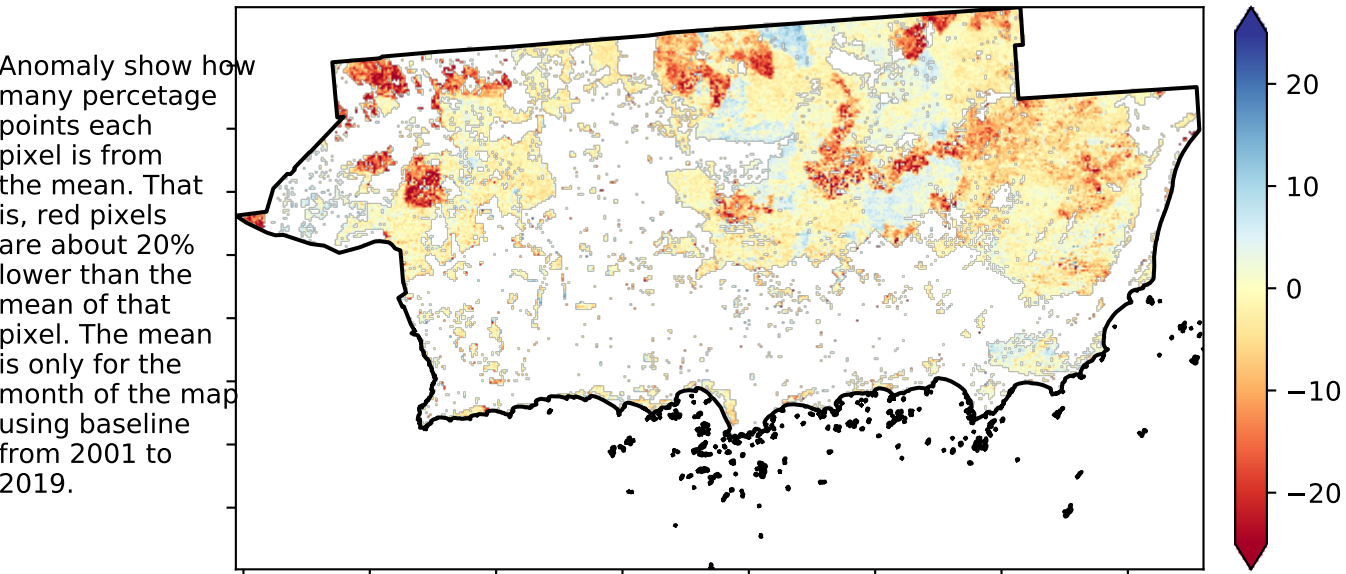 Anomaly show how
many percetage
points each
pixel is from
the mean. That
is, red pixels
are about 20%
lower than the
mean of that
pixel. The mean
is only for the
month of the map
using baseline
from 2001 to
2019.
20
10
0
−10
−20